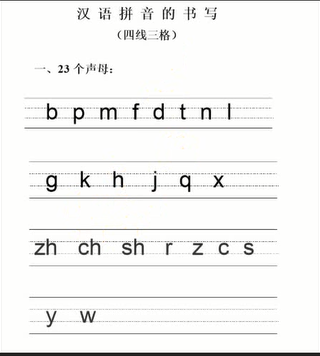 汉语拼音的书写
（四线三格）
一、23个声母：
b p m f d t n l
g k h j q x
zh ch sh r z c s
y w